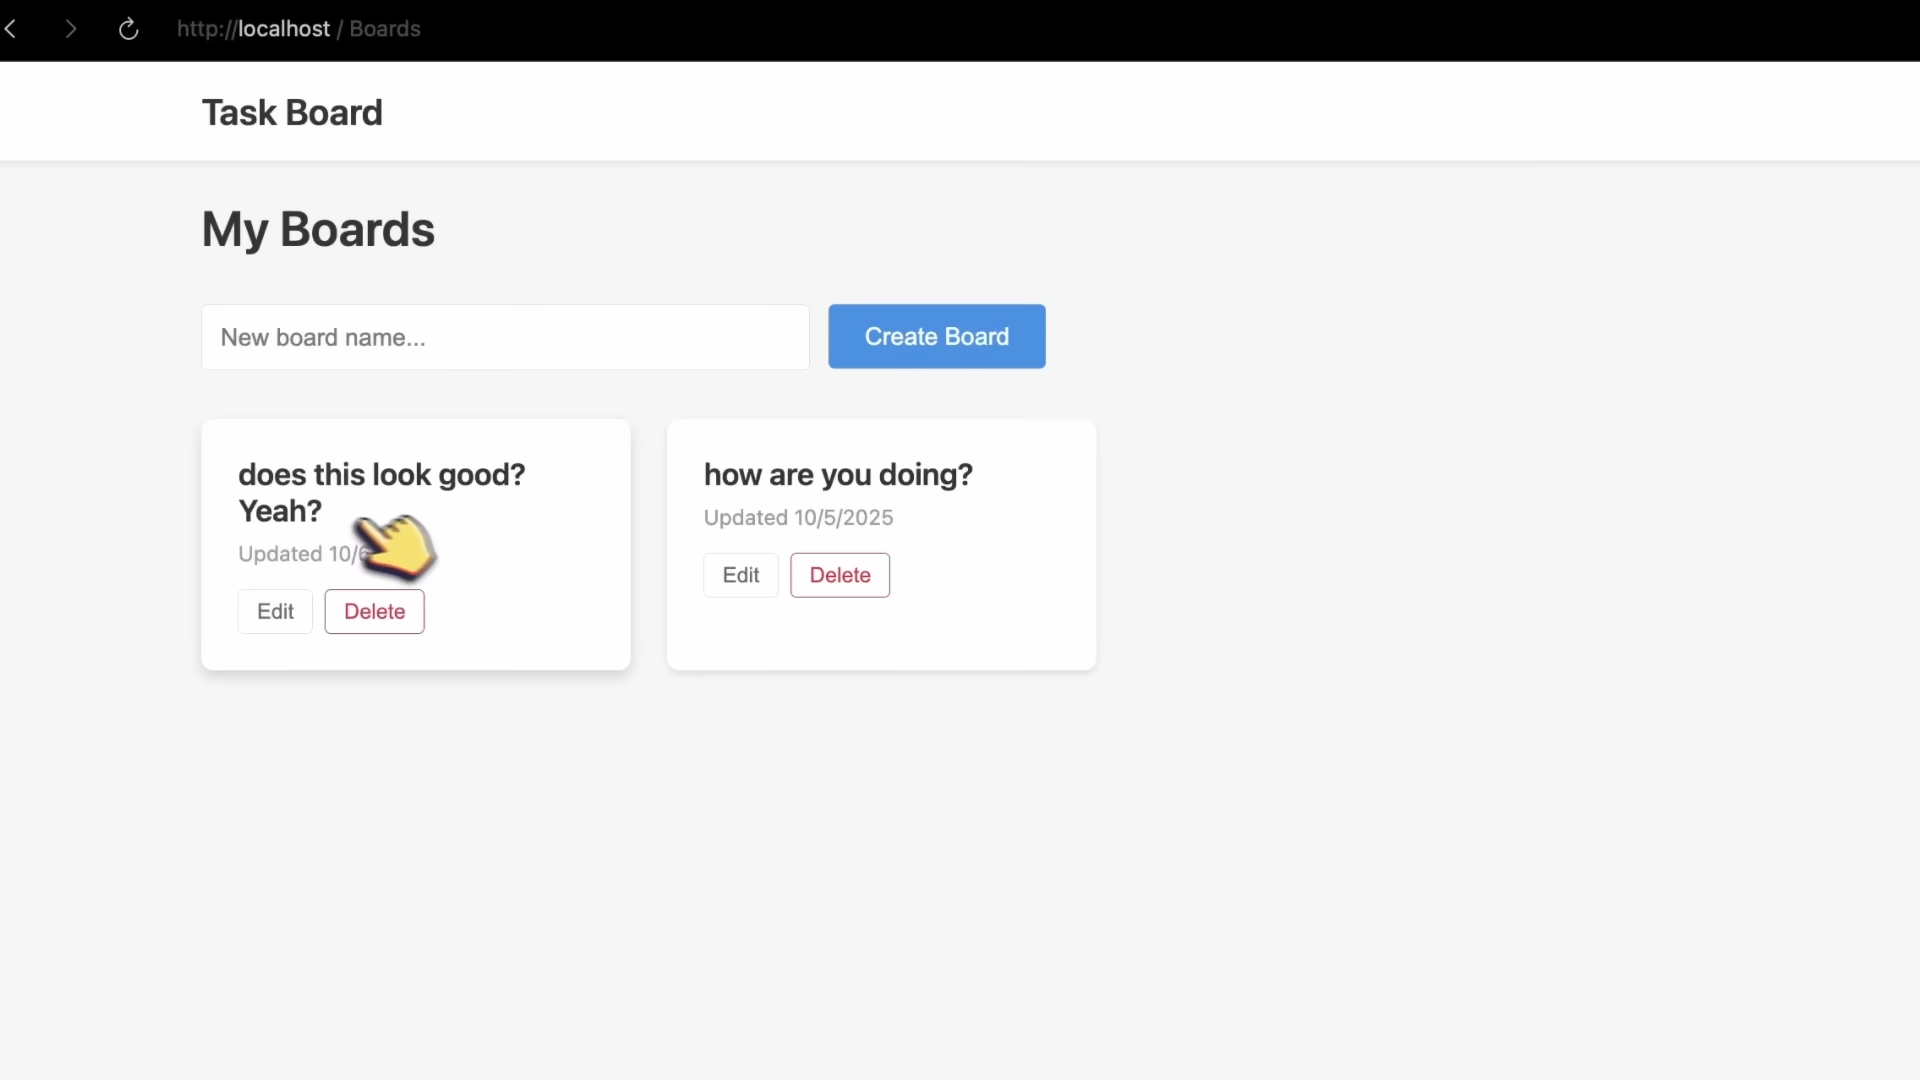 http://localhost / Boards
Task Board
My Boards
New board name...
Create Board
does this look good?
Yeah?
Updated
Edit
Delete
how are you doing?
Updated 10/5/2025
Edit
Delete